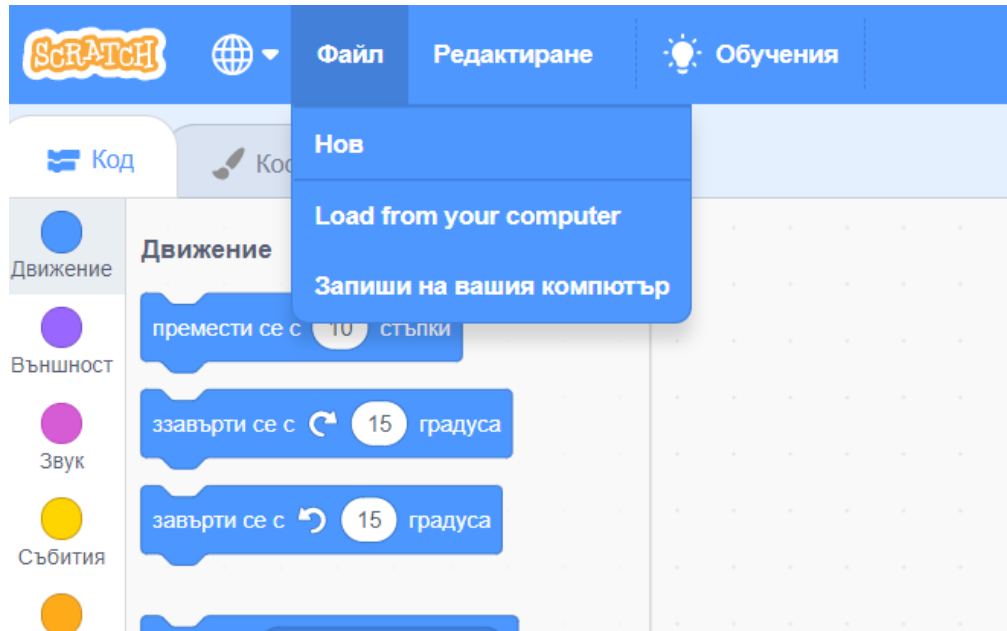 SCRATCH
Файл
Редактиране
Обучения
Код
Нов
Load from your computer
Запиши на вашия компютър
Движение
Външност
Звук
Събития
Движение
премести се с 10 стъпки
ззавърти се с 15 градуса
завърти се с 15 градуса